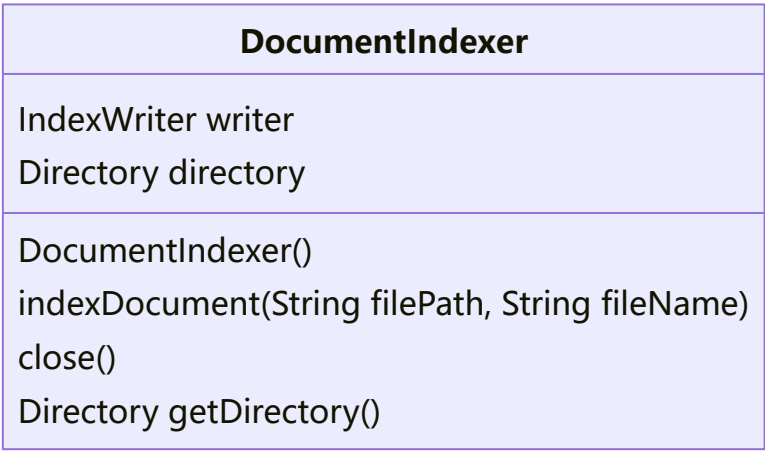 DocumentIndexer
IndexWriter writer
Directory directory
DocumentIndexer()
indexDocument(String filePath, String fileName)
close()
Directory getDirectory()